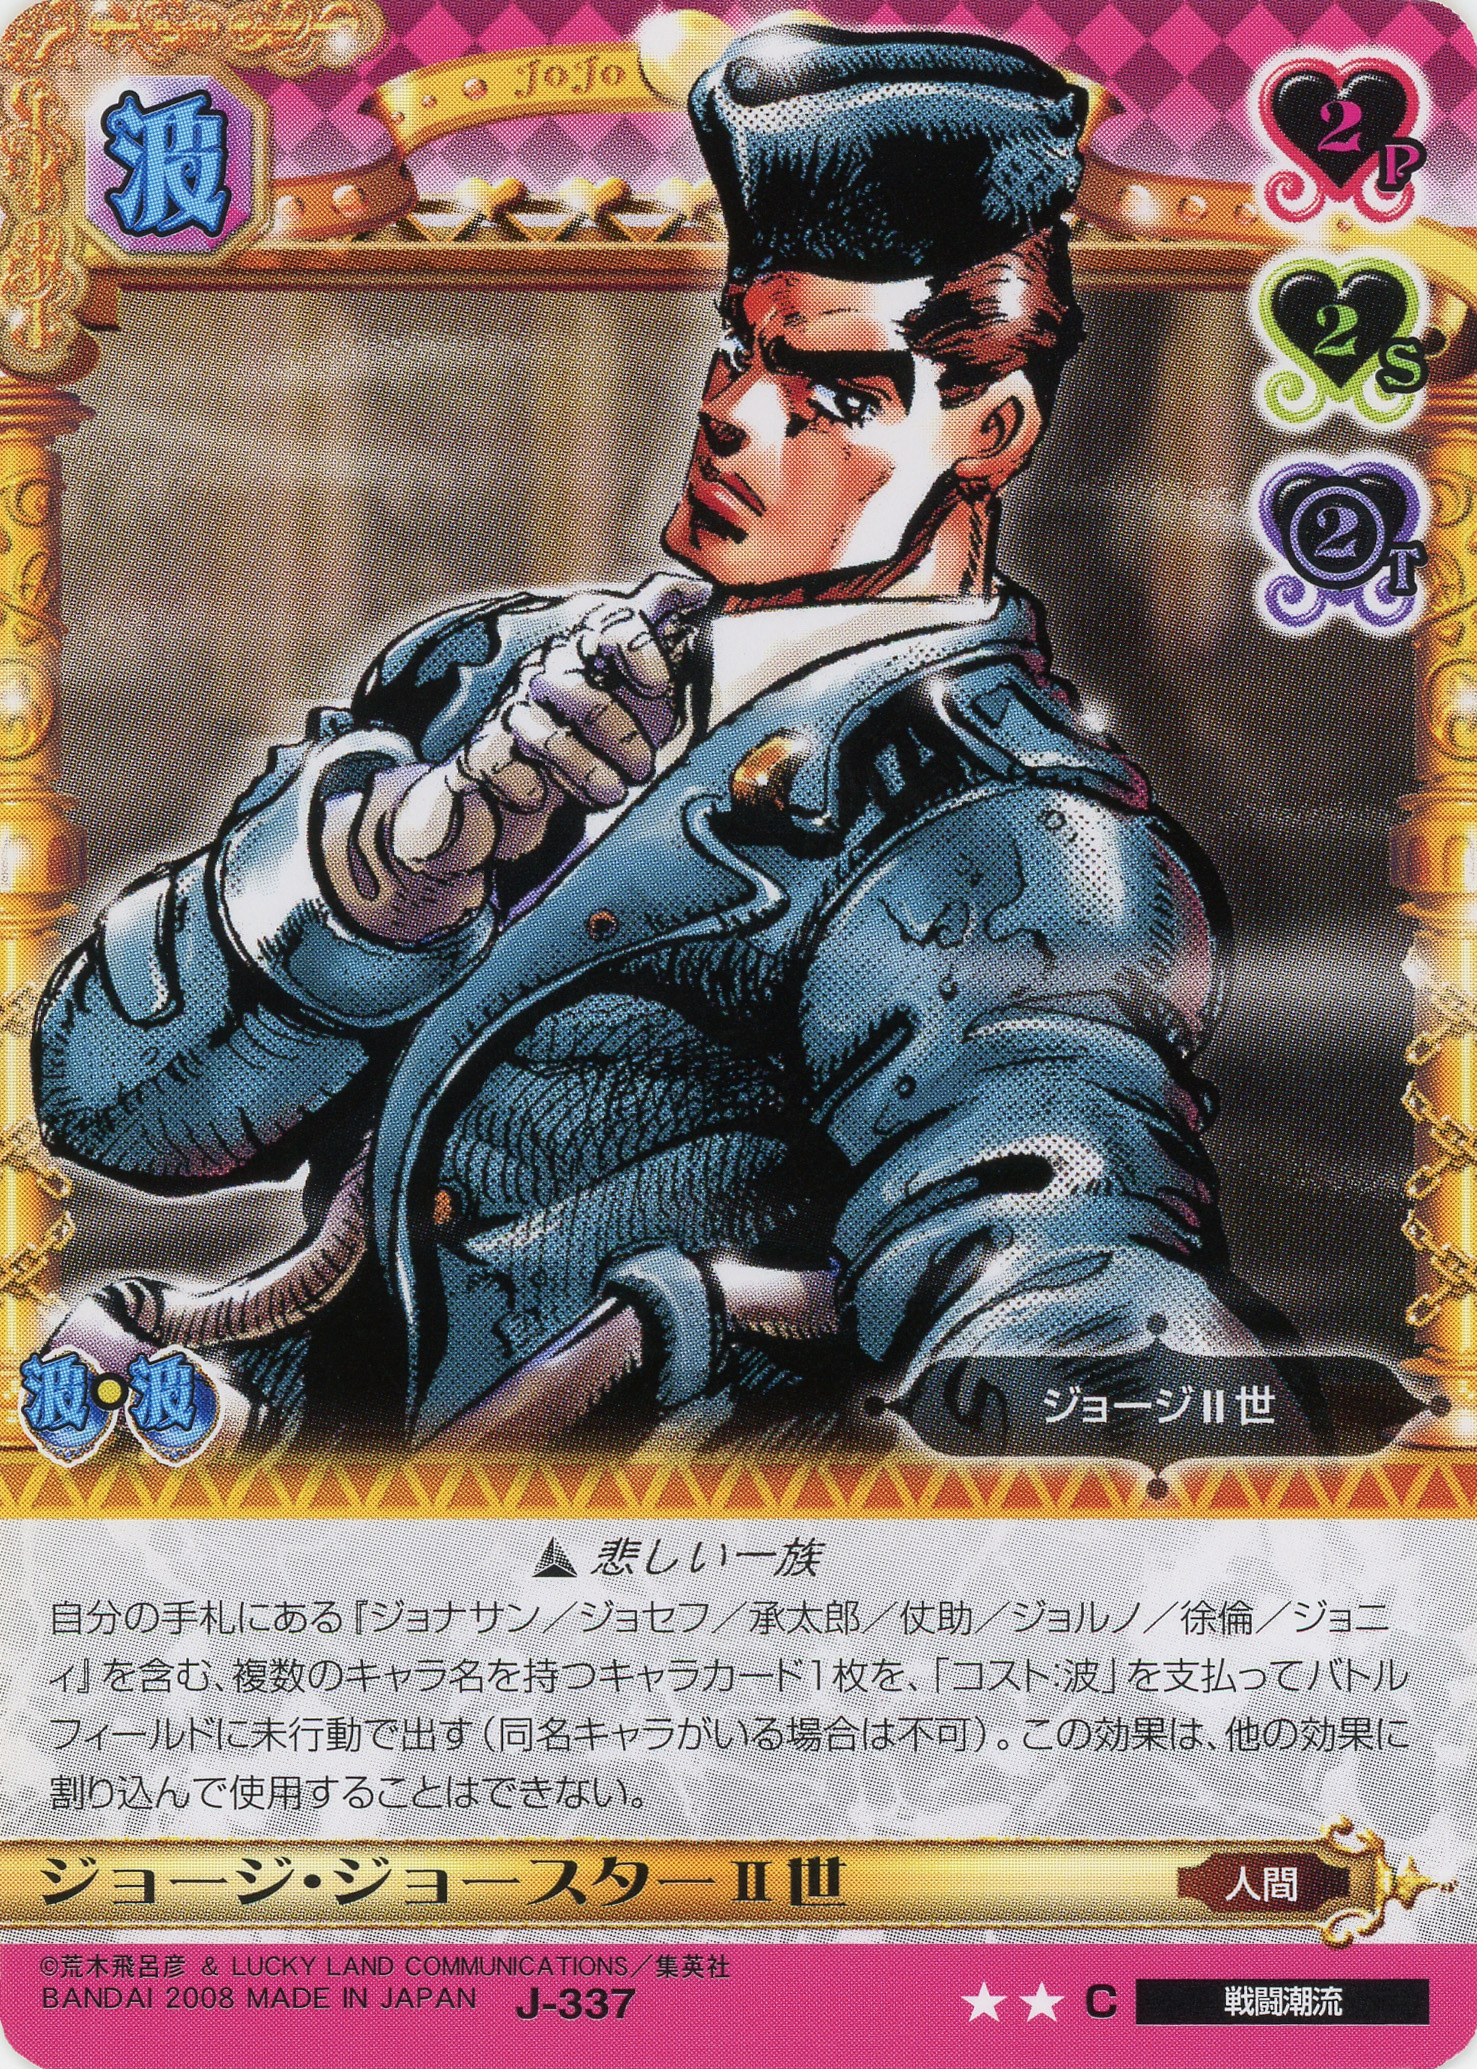 JoJo
波
2 P
2 S
2 T
波・波
ジョージⅡ世
▲悲しい一族
自分の手札にある『ジョナサン／ジョセフ／承太郎／仗助／ジョルノ／徐倫／ジョニ
ィ』を含む、複数のキャラ名を持つキャラカード1枚を、「コスト:波」を支払ってバトル
フィールドに未行動で出す（同名キャラがいる場合は不可）。この効果は、他の効果に
割り込んで使用することはできない。
ジョージ・ジョースターⅡ世
人間
©荒木飛呂彦 & LUCKY LAND COMMUNICATIONS／集英社
BANDAI 2008 MADE IN JAPAN J-337
★★ C 戦闘潮流